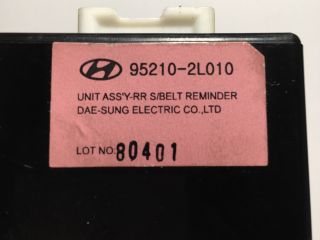 95210-2L010
UNIT ASS'Y-RR S/BELT REMINDER
DAE-SUNG ELECTRIC CO.,LTD
LOT NO. 80401